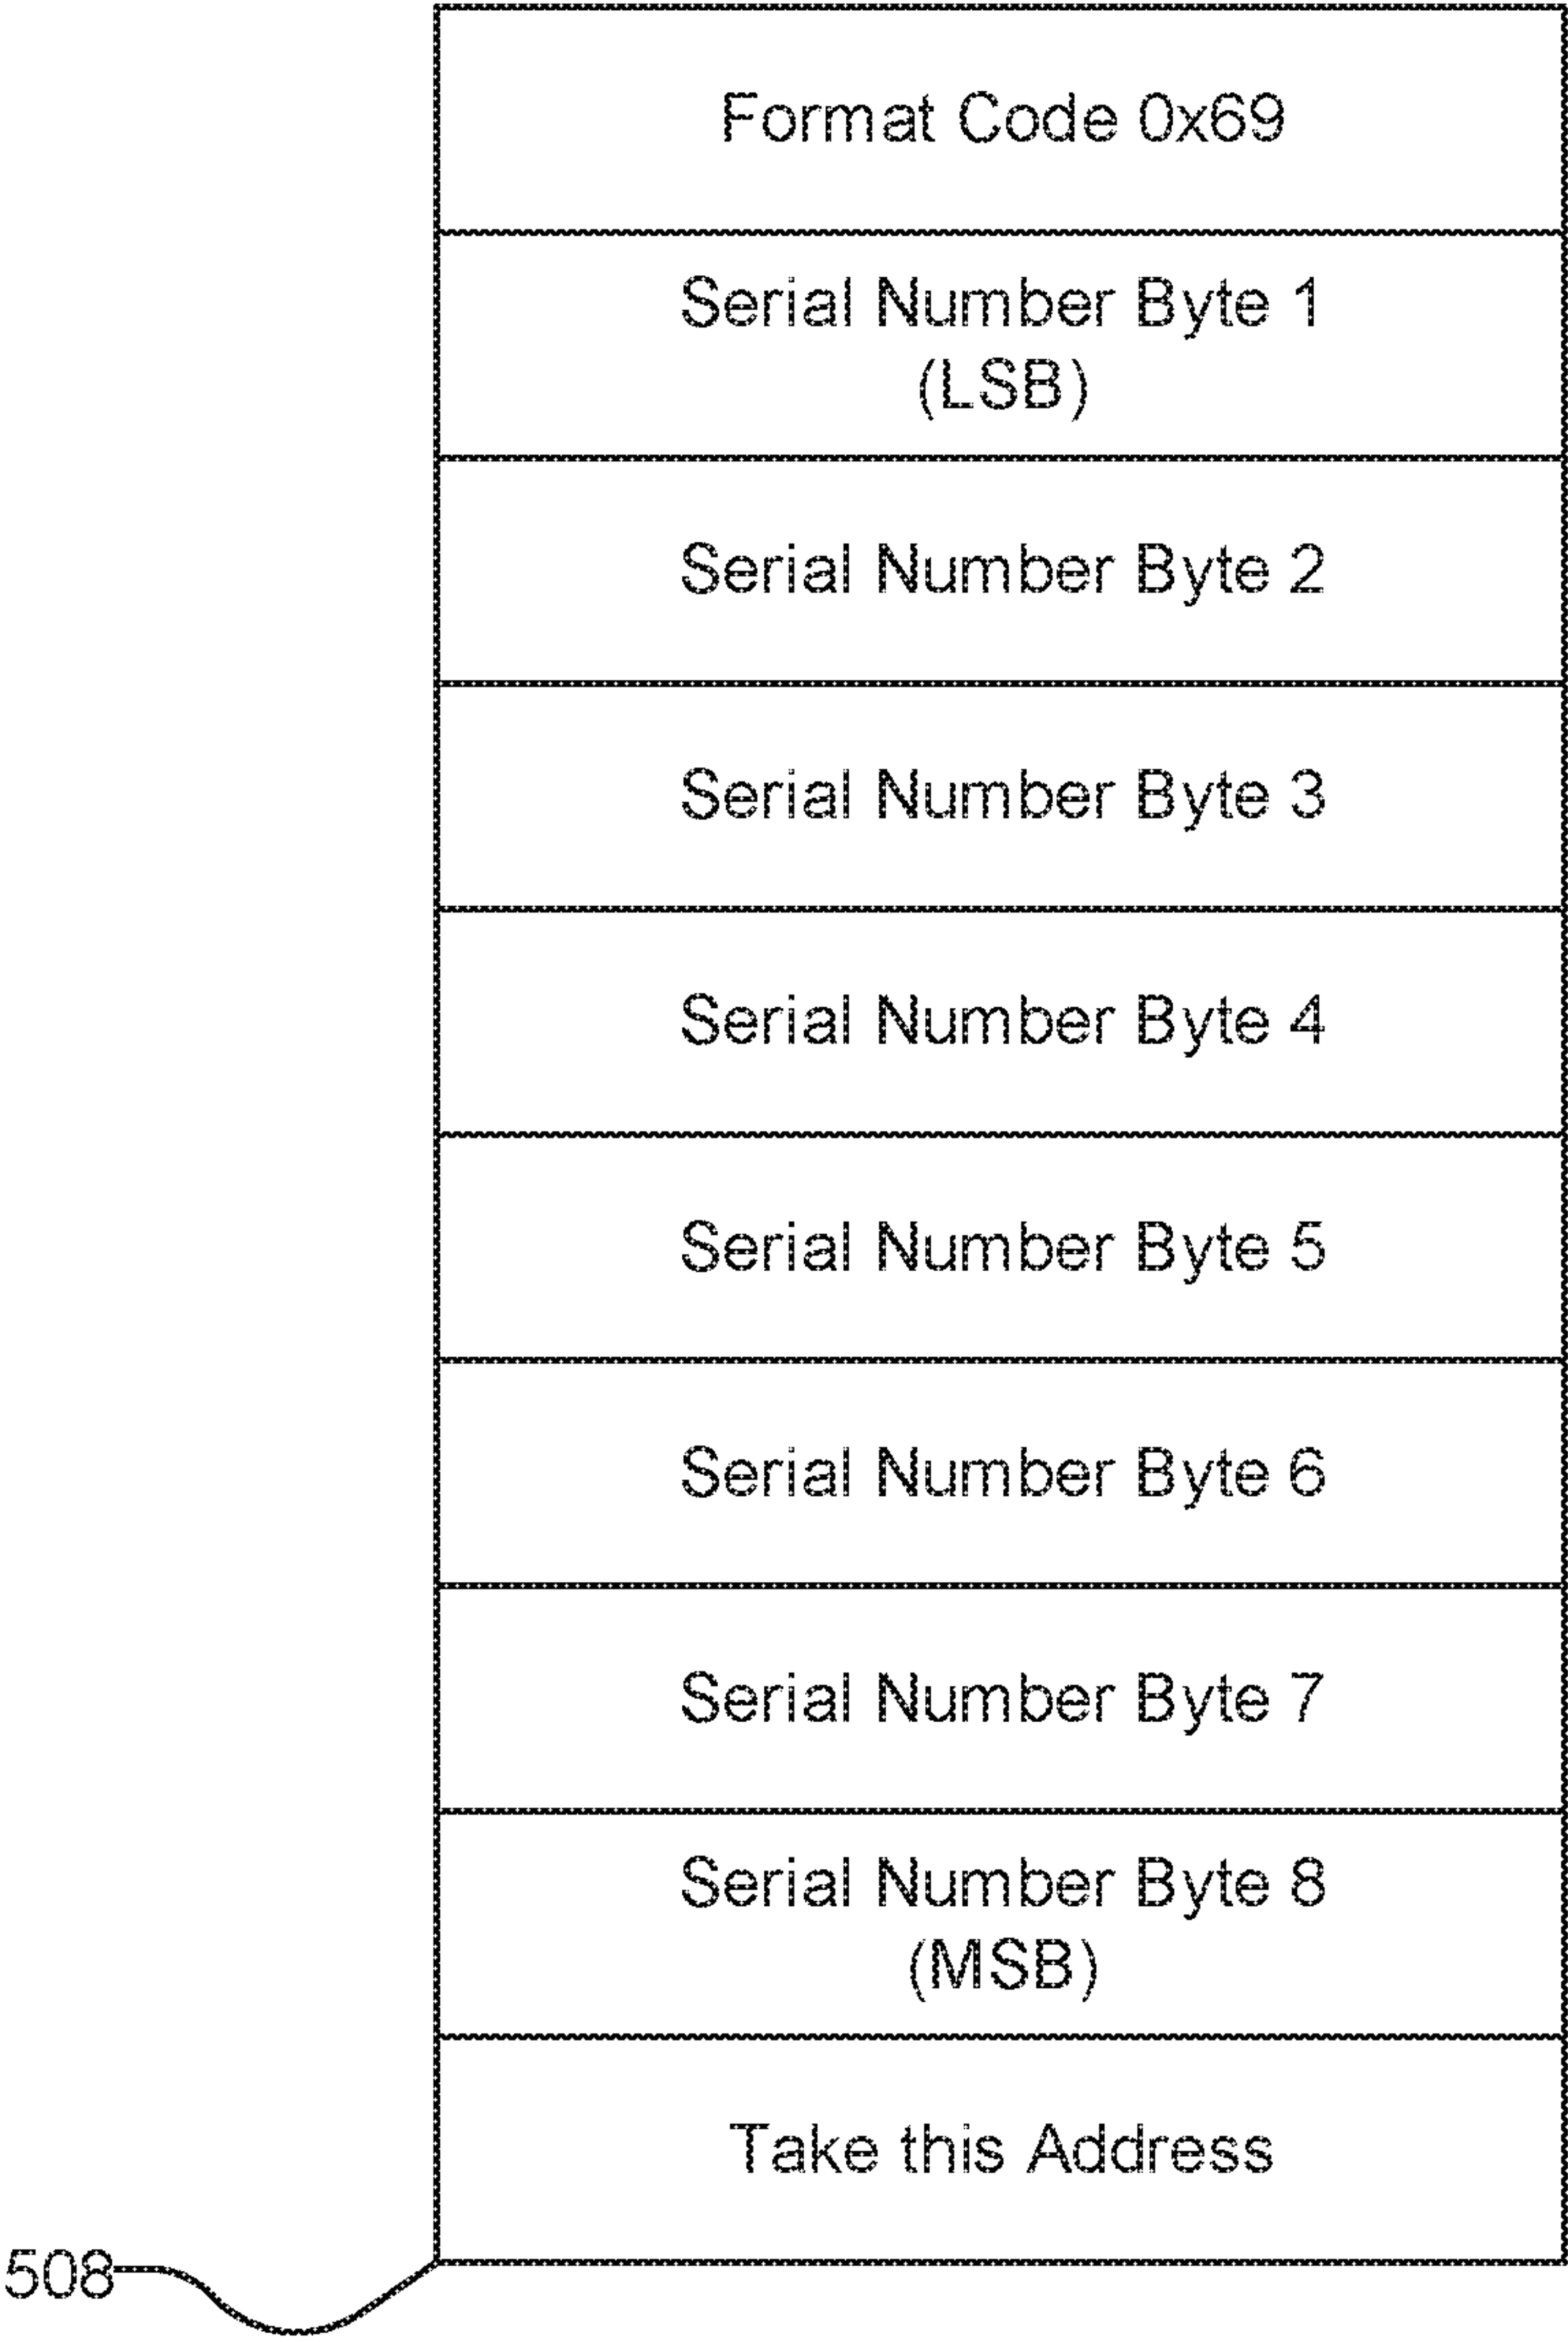 Format Code 0x69
Serial Number Byte 1
(LSB)
Serial Number Byte 2
Serial Number Byte 3
Serial Number Byte 4
Serial Number Byte 5
Serial Number Byte 6
Serial Number Byte 7
Serial Number Byte 8
(MSB)
Take this Address
508